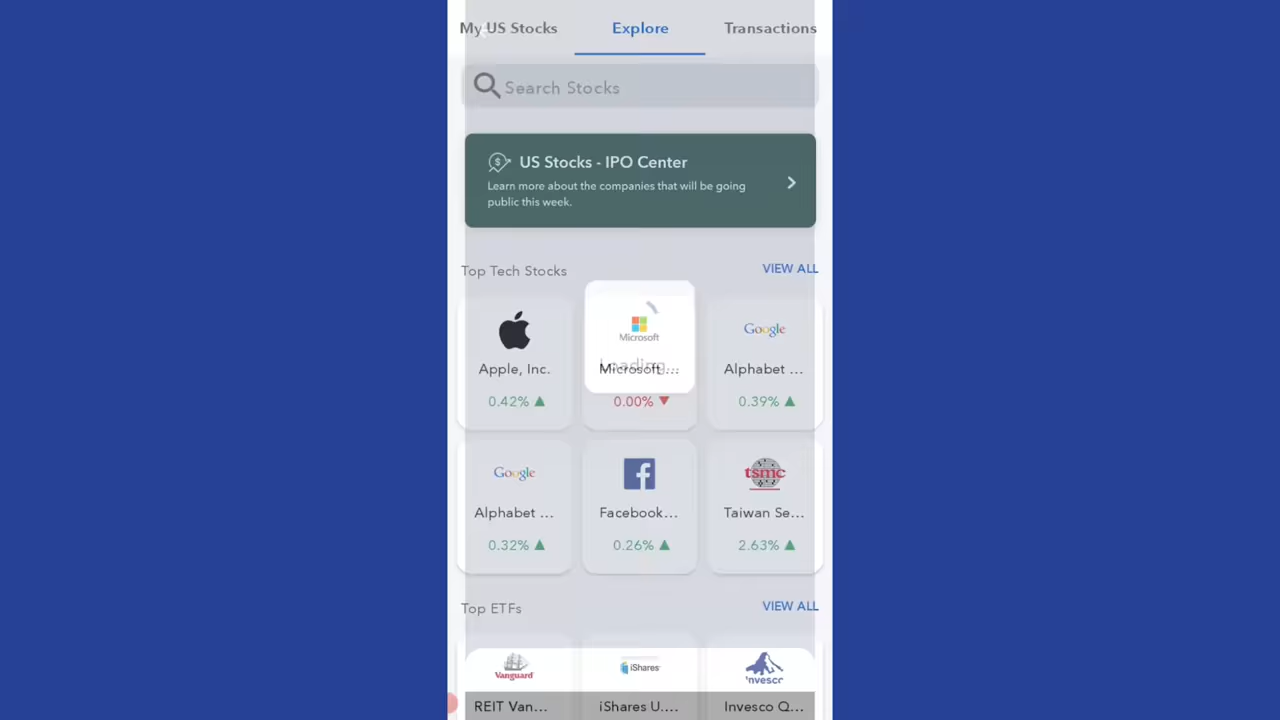 My US Stocks Explore Transactions
Search Stocks
US Stocks - IPO Center
Learn more about the companies that will be going
public this week.
Top Tech Stocks VIEW ALL
Microsoft
Google
Loading...
Apple, Inc. Microsoft... Alphabet ...
0.42% 0.00% 0.39%
Google
tsmc
Alphabet ... Facebook... Taiwan Se...
0.32% 0.26% 2.63%
Top ETFs VIEW ALL
Vanguard iShares Invesco
REIT Van... iShares U.... Invesco Q...